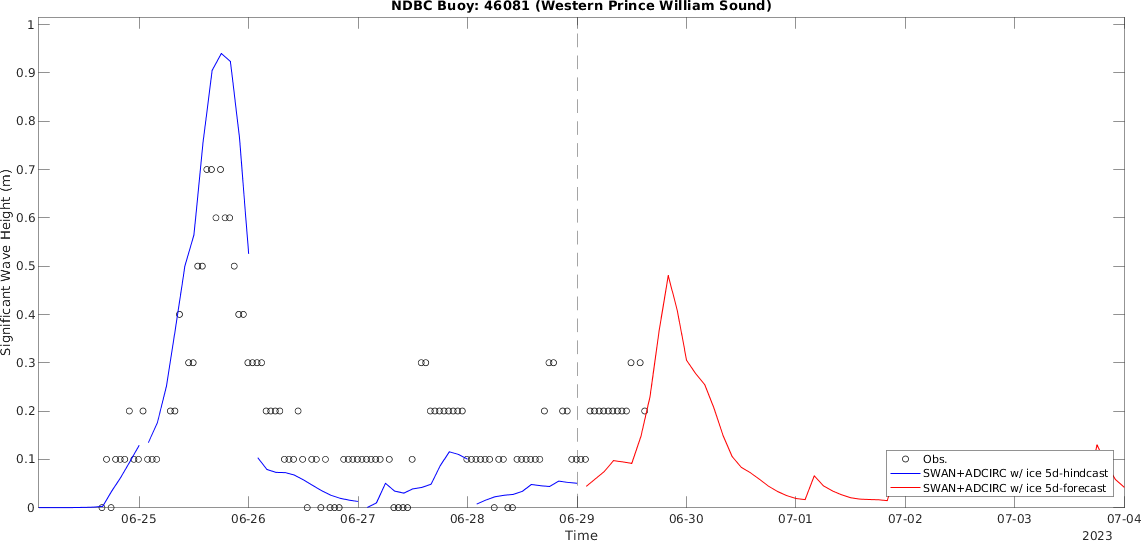 NDBC Buoy: 46081 (Western Prince William Sound)
Significant Wave Height (m)
1
0.9
0.8
0.7
0.6
0.5
0.4
0.3
0.2
0.1
0
Obs.
SWAN+ADCIRC w/ ice 5d-hindcast
SWAN+ADCIRC w/ ice 5d-forecast
06-25 06-26 06-27 06-28 06-29 06-30 07-01 07-02 07-03 07-04
Time
2023